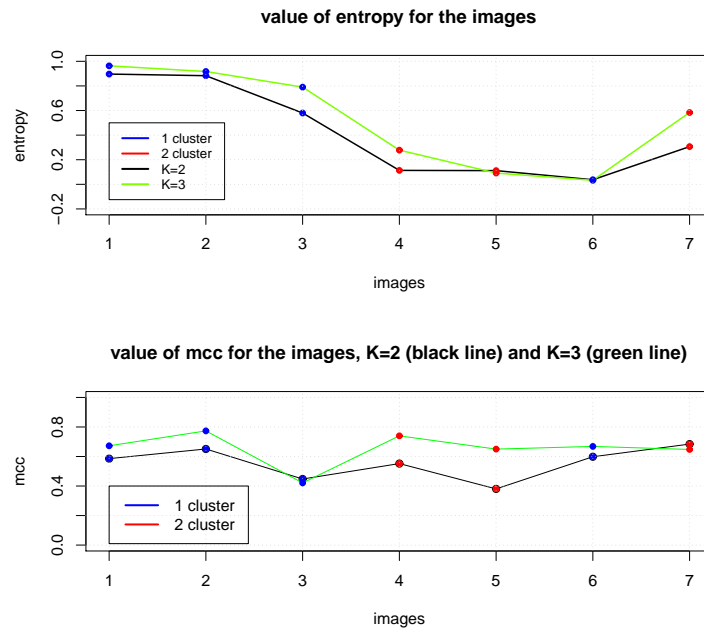 value of entropy for the images
1.0
0.6
0.2
−0.2
entropy
1 cluster
2 cluster
K=2
K=3
1 2 3 4 5 6 7
images
value of mcc for the images, K=2 (black line) and K=3 (green line)
0.8
0.4
0.0
mcc
1 cluster
2 cluster
1 2 3 4 5 6 7
images